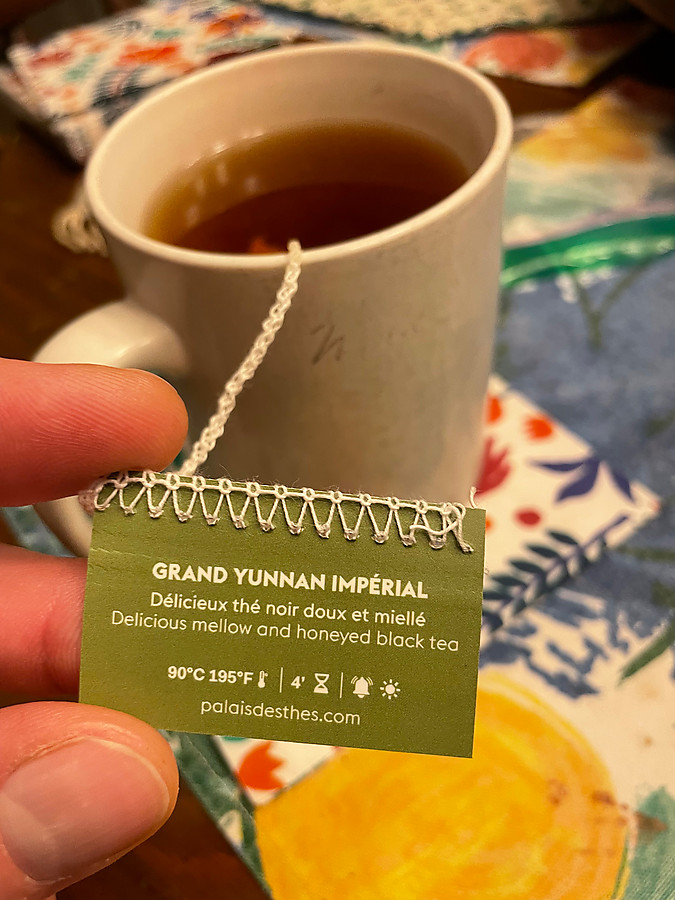 GRAND YUNNAN IMPÉRIAL
Délicieux thé noir doux et miellé
Delicious mellow and honeyed black tea
90°C 195°F | 4' | 
palaisdesthes.com